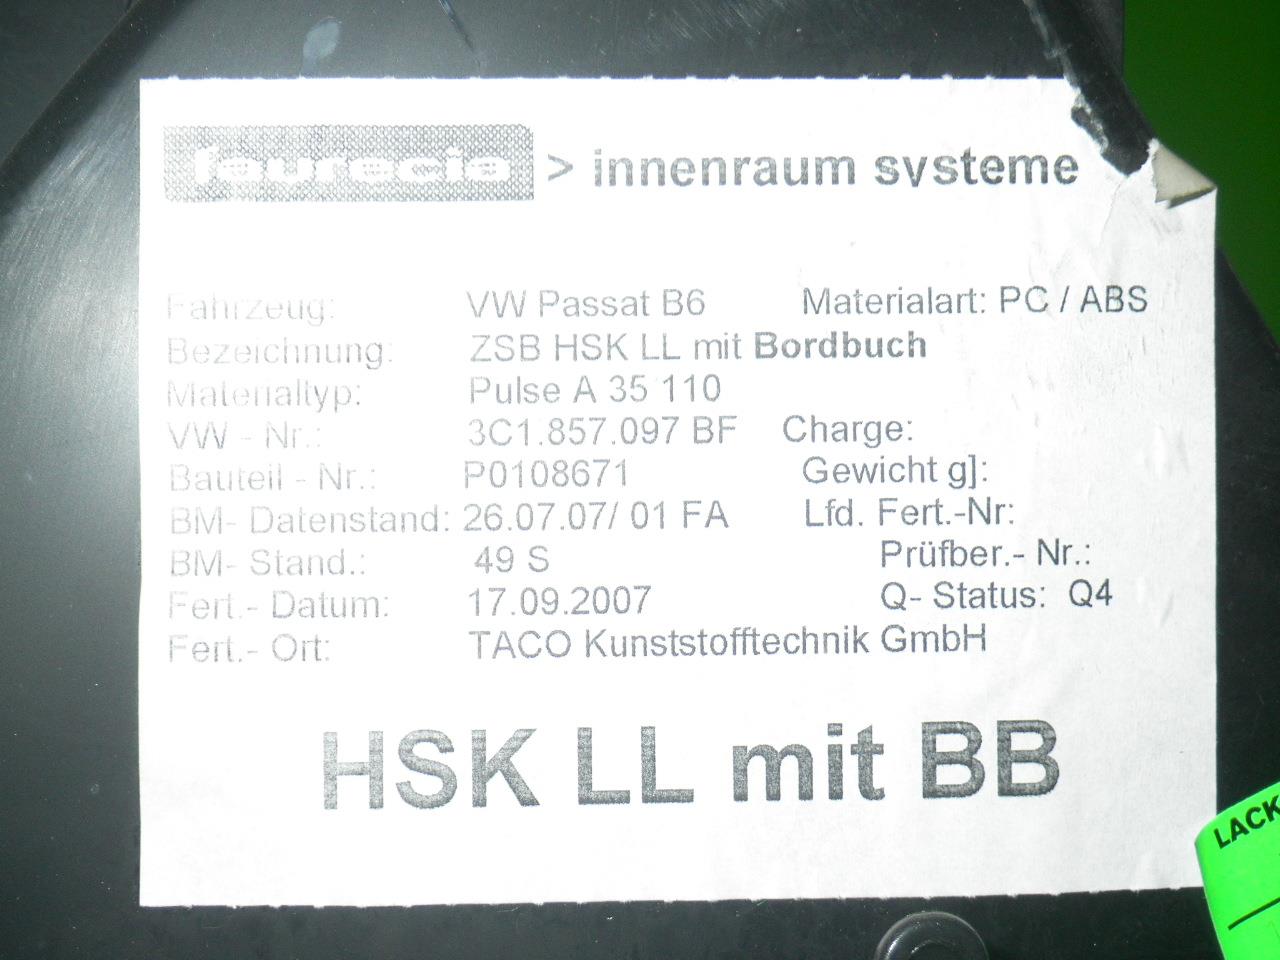 faurecia > innenraum systeme
Fahrzeug: VW Passat B6 Materialart: PC / ABS
Bezeichnung: ZSB HSK LL mit Bordbuch
Materialtyp: Pulse A 35 110
VW - Nr.: 3C1.857.097 BF Charge:
Bauteil - Nr.: P0108671 Gewicht g]:
BM- Datenstand: 26.07.07/ 01 FA Lfd. Fert.-Nr:
BM- Stand.: 49 S Prüfber.- Nr.:
Fert.- Datum: 17.09.2007 Q- Status: Q4
Fert.- Ort: TACO Kunststofftechnik GmbH
HSK LL mit BB
LACK